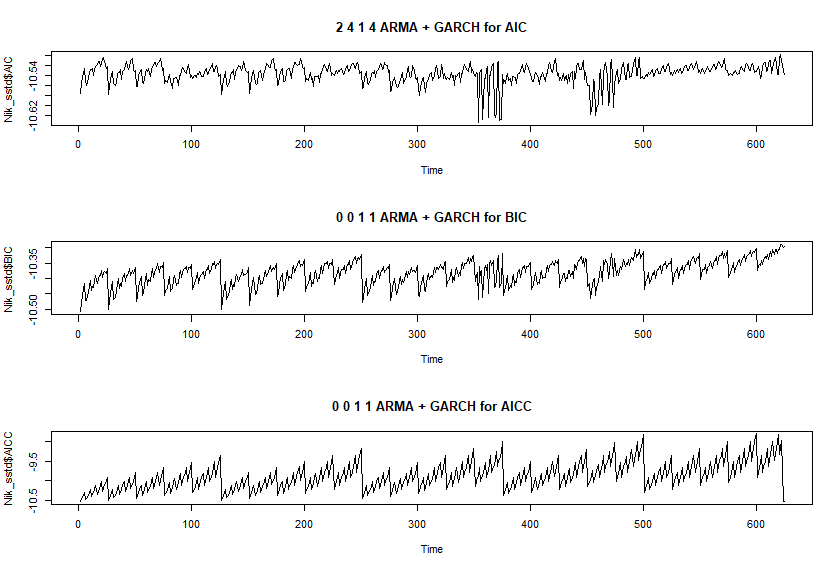 2 4 1 4 ARMA + GARCH for AIC
Nik_sstd$AIC
-10.54
-10.62
0 100 200 300 400 500 600
Time
0 0 1 1 ARMA + GARCH for BIC
Nik_sstd$BIC
-10.35
-10.50
0 100 200 300 400 500 600
Time
0 0 1 1 ARMA + GARCH for AICC
Nik_sstd$AICC
-9.5
-10.5
0 100 200 300 400 500 600
Time